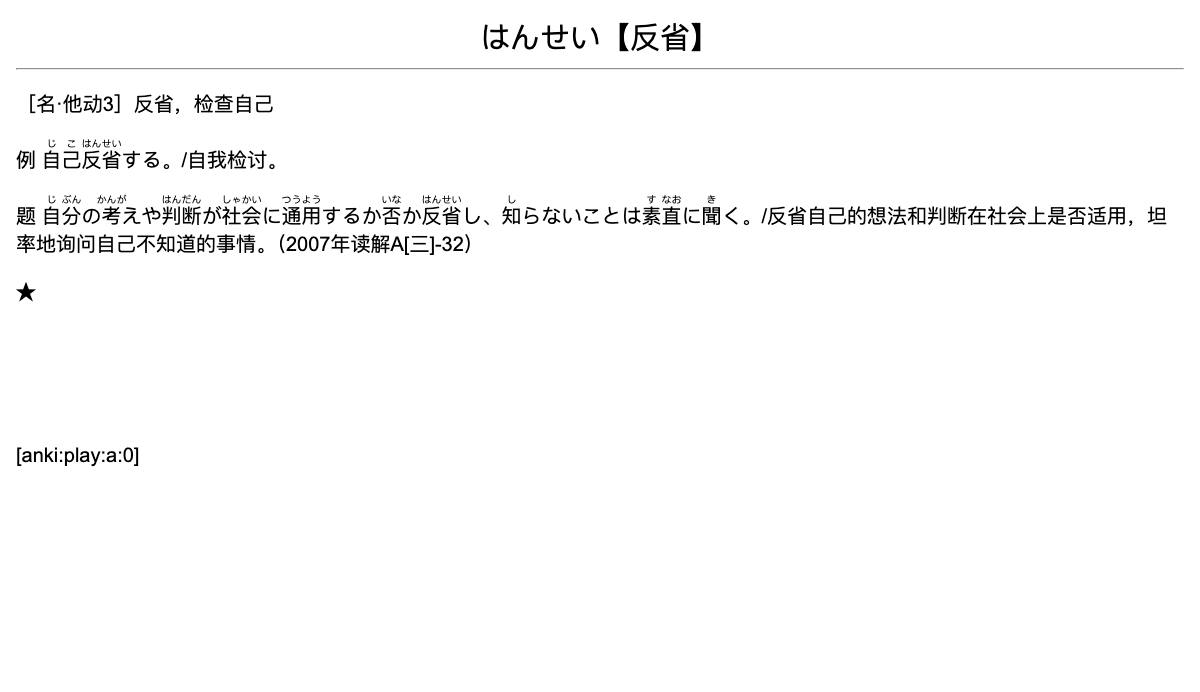 はんせい【反省】
［名·他动3］反省，检查自己
じ こ はんせい
例 自己反省する。/自我检讨。
じ ぶん かんが はんだん しゃかい つうよう いな はんせい し す なお き
题 自分の考えや判断が社会に通用するか否か反省し、知らないことは素直に聞く。/反省自己的想法和判断在社会上是否适用，坦
率地询问自己不知道的事情。（2007年读解A[三]-32）
★
[anki:play:a:0]